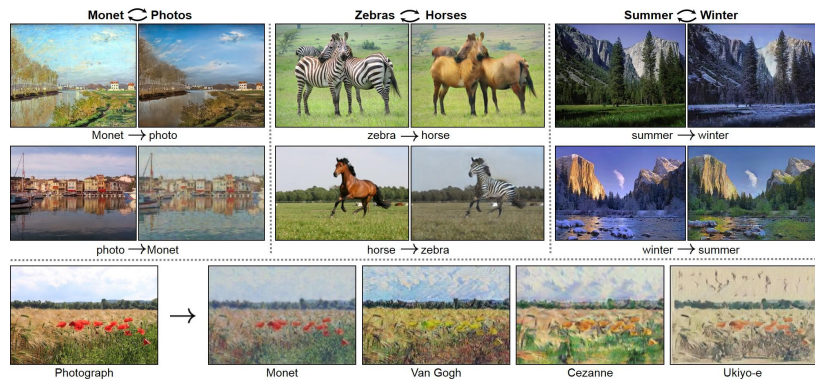 Monet Photos
Zebras Horses
Summer Winter
Monet → photo
zebra → horse
summer → winter
photo → Monet
horse → zebra
winter → summer
Photograph
Monet
Van Gogh
Cezanne
Ukiyo-e